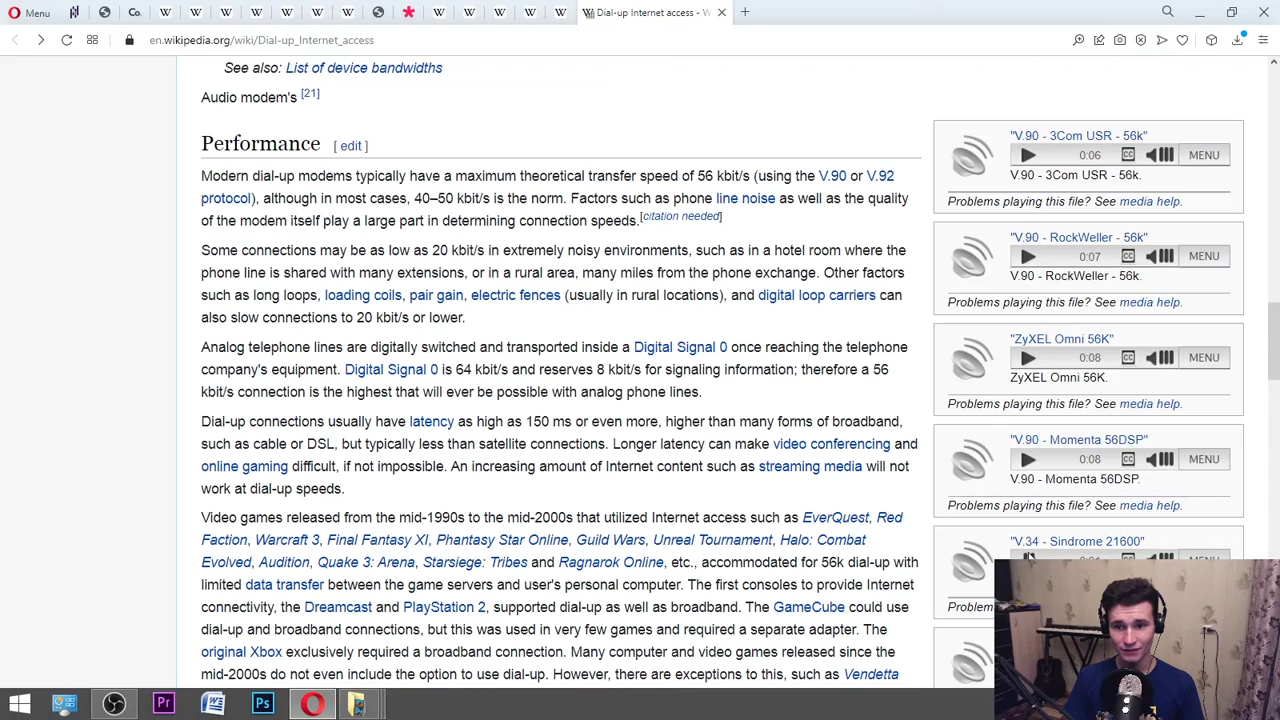 Menu
Co
Dial-up Internet access - W
en.wikipedia.org/wiki/Dial-up_Internet_access
See also: List of device bandwidths
Audio modem's [21]
Performance [ edit ]
Modern dial-up modems typically have a maximum theoretical transfer speed of 56 kbit/s (using the V.90 or V.92
protocol), although in most cases, 40–50 kbit/s is the norm. Factors such as phone line noise as well as the quality
of the modem itself play a large part in determining connection speeds.[citation needed]
Some connections may be as low as 20 kbit/s in extremely noisy environments, such as in a hotel room where the
phone line is shared with many extensions, or in a rural area, many miles from the phone exchange. Other factors
such as long loops, loading coils, pair gain, electric fences (usually in rural locations), and digital loop carriers can
also slow connections to 20 kbit/s or lower.
Analog telephone lines are digitally switched and transported inside a Digital Signal 0 once reaching the telephone
company's equipment. Digital Signal 0 is 64 kbit/s and reserves 8 kbit/s for signaling information; therefore a 56
kbit/s connection is the highest that will ever be possible with analog phone lines.
Dial-up connections usually have latency as high as 150 ms or even more, higher than many forms of broadband,
such as cable or DSL, but typically less than satellite connections. Longer latency can make video conferencing and
online gaming difficult, if not impossible. An increasing amount of Internet content such as streaming media will not
work at dial-up speeds.
Video games released from the mid-1990s to the mid-2000s that utilized Internet access such as EverQuest, Red
Faction, Warcraft 3, Final Fantasy XI, Phantasy Star Online, Guild Wars, Unreal Tournament, Halo: Combat
Evolved, Audition, Quake 3: Arena, Starsiege: Tribes and Ragnarok Online, etc., accommodated for 56k dial-up with
limited data transfer between the game servers and user's personal computer. The first consoles to provide Internet
connectivity, the Dreamcast and PlayStation 2, supported dial-up as well as broadband. The GameCube could use
dial-up and broadband connections, but this was used in very few games and required a separate adapter. The
original Xbox exclusively required a broadband connection. Many computer and video games released since the
mid-2000s do not even include the option to use dial-up. However, there are exceptions to this, such as Vendetta
"V.90 - 3Com USR - 56k"
0:06 CC MENU
V.90 - 3Com USR - 56k.
Problems playing this file? See media help.
"V.90 - RockWeller - 56k"
0:07 CC MENU
V.90 - RockWeller - 56k.
Problems playing this file? See media help.
"ZyXEL Omni 56K"
0:08 CC MENU
ZyXEL Omni 56K.
Problems playing this file? See media help.
"V.90 - Momenta 56DSP"
0:08 CC MENU
V.90 - Momenta 56DSP.
Problems playing this file? See media help.
"V.34 - Sindrome 21600"
Problem
Pr
W
Ps